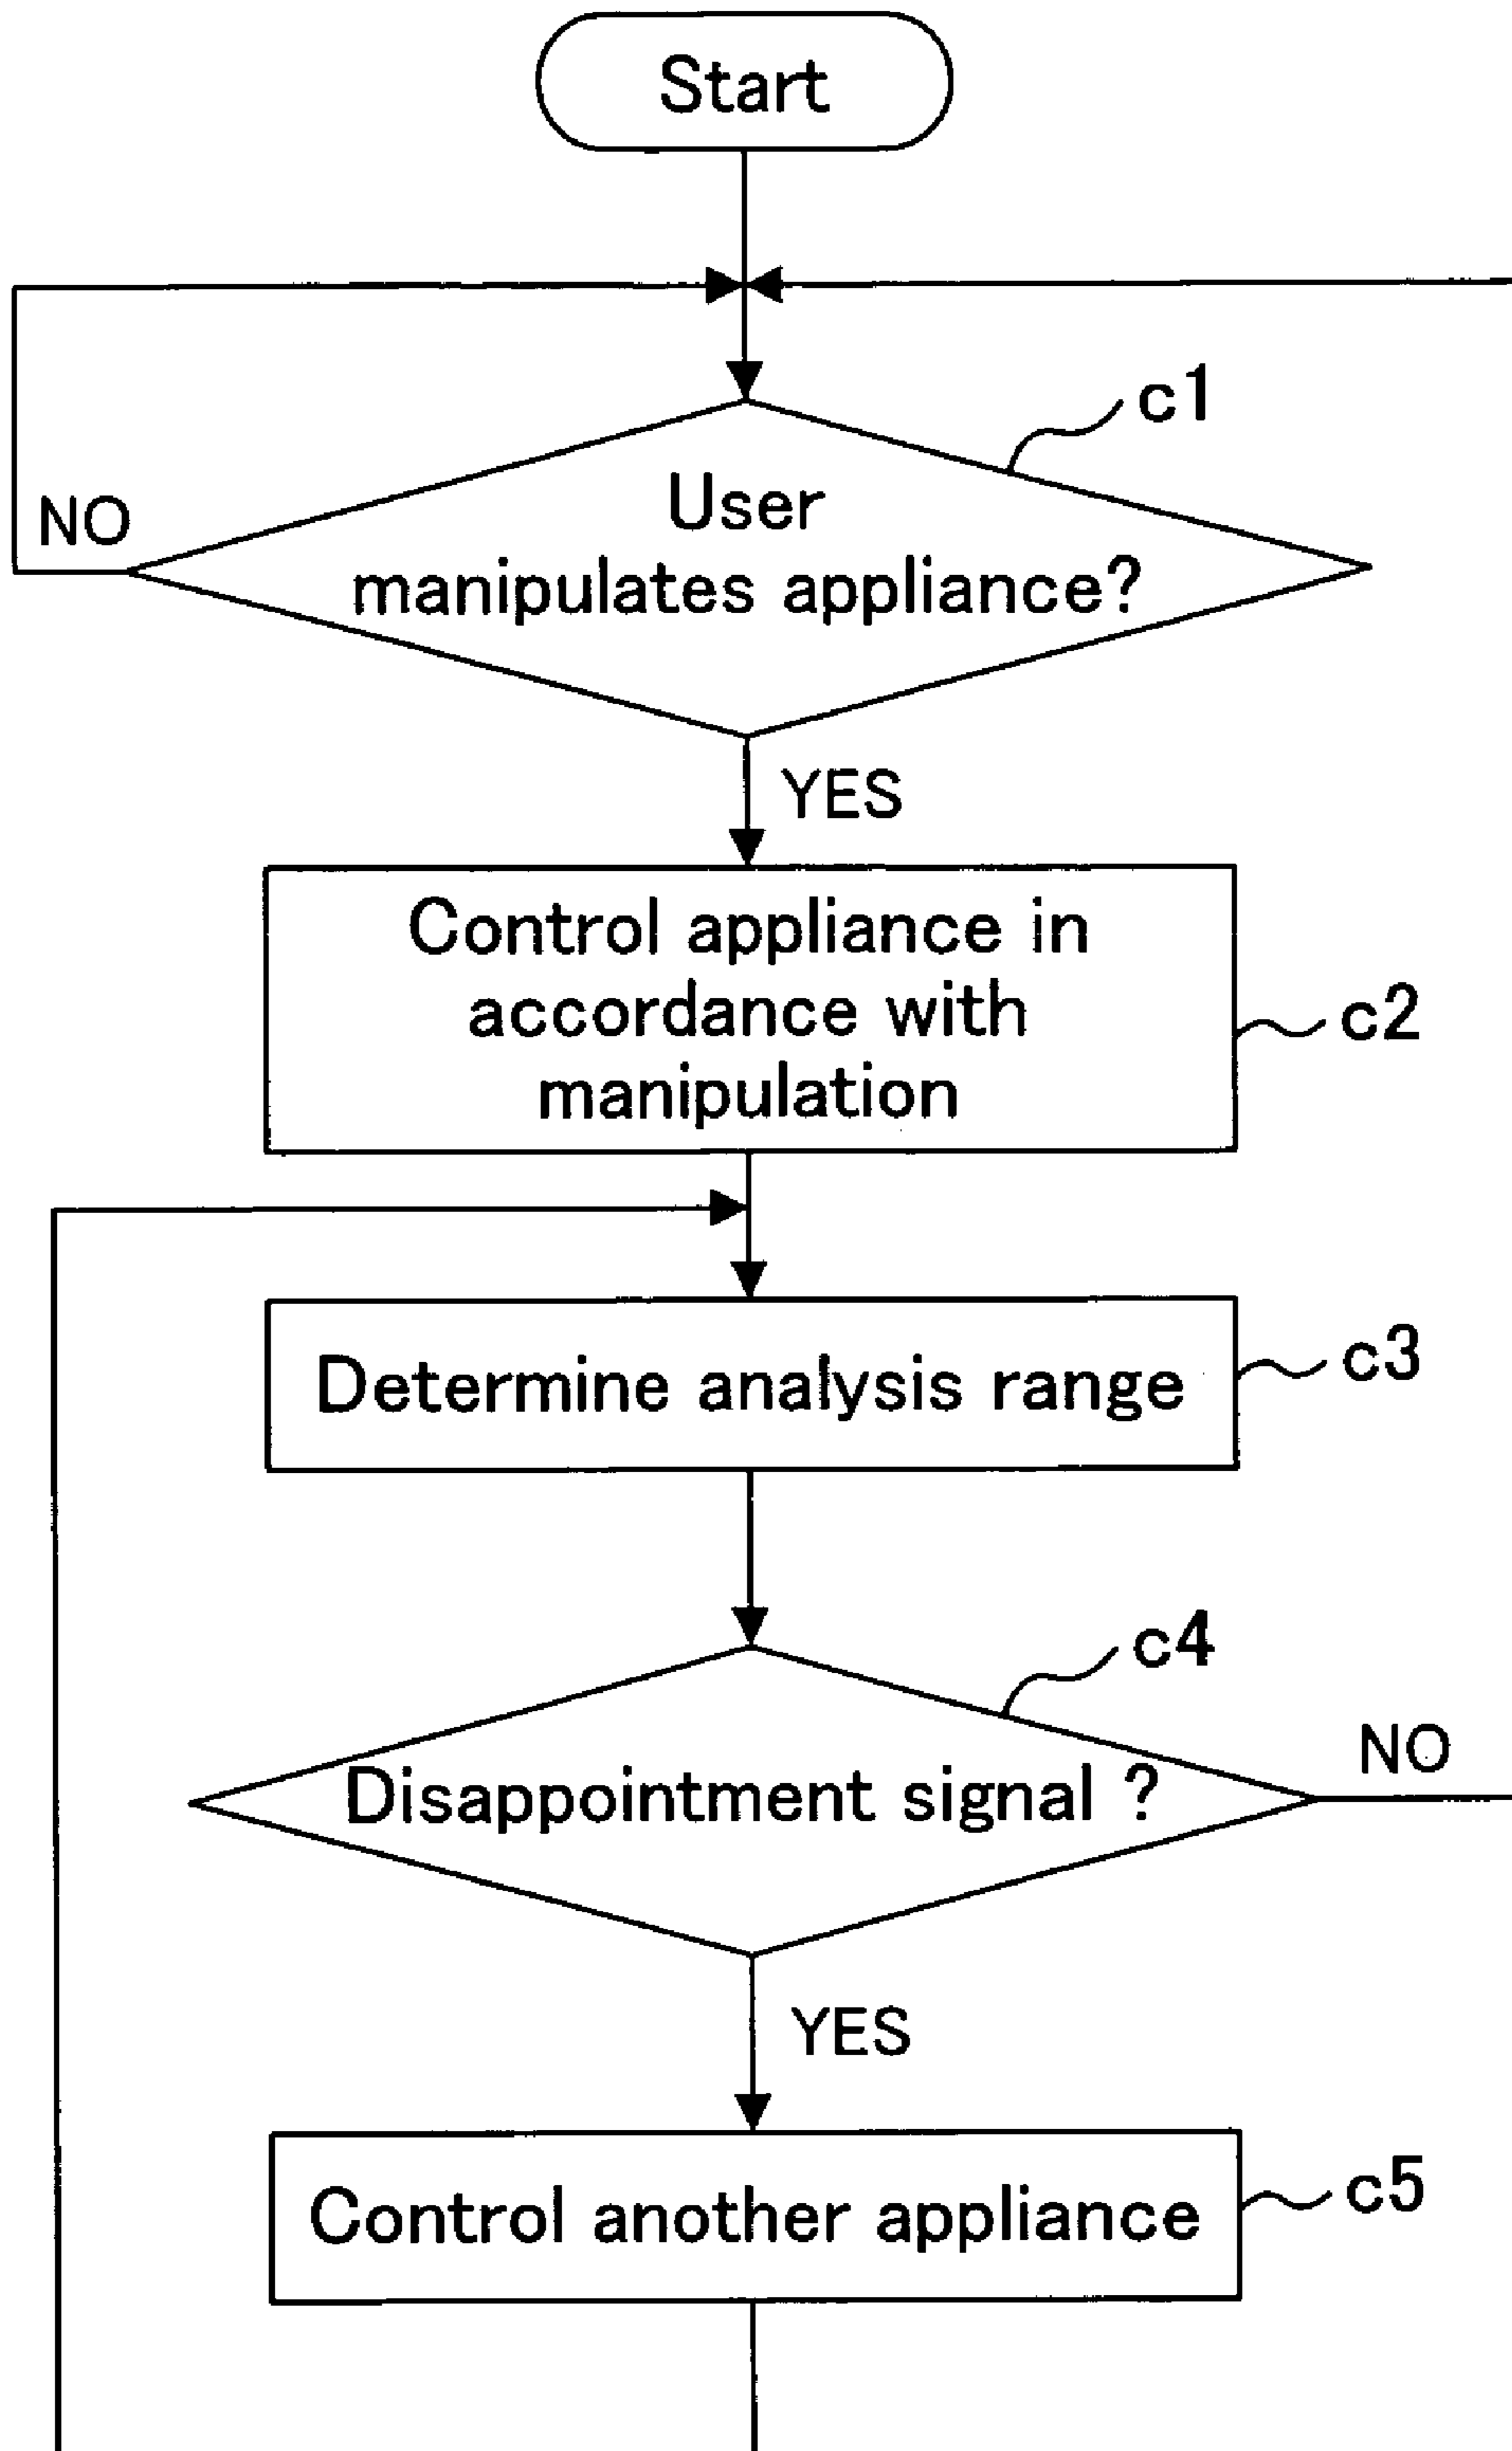 Start
c1
User
manipulates appliance?
NO
YES
Control appliance in
accordance with
manipulation
c2
Determine analysis range
c3
c4
Disappointment signal ?
NO
YES
Control another appliance
c5